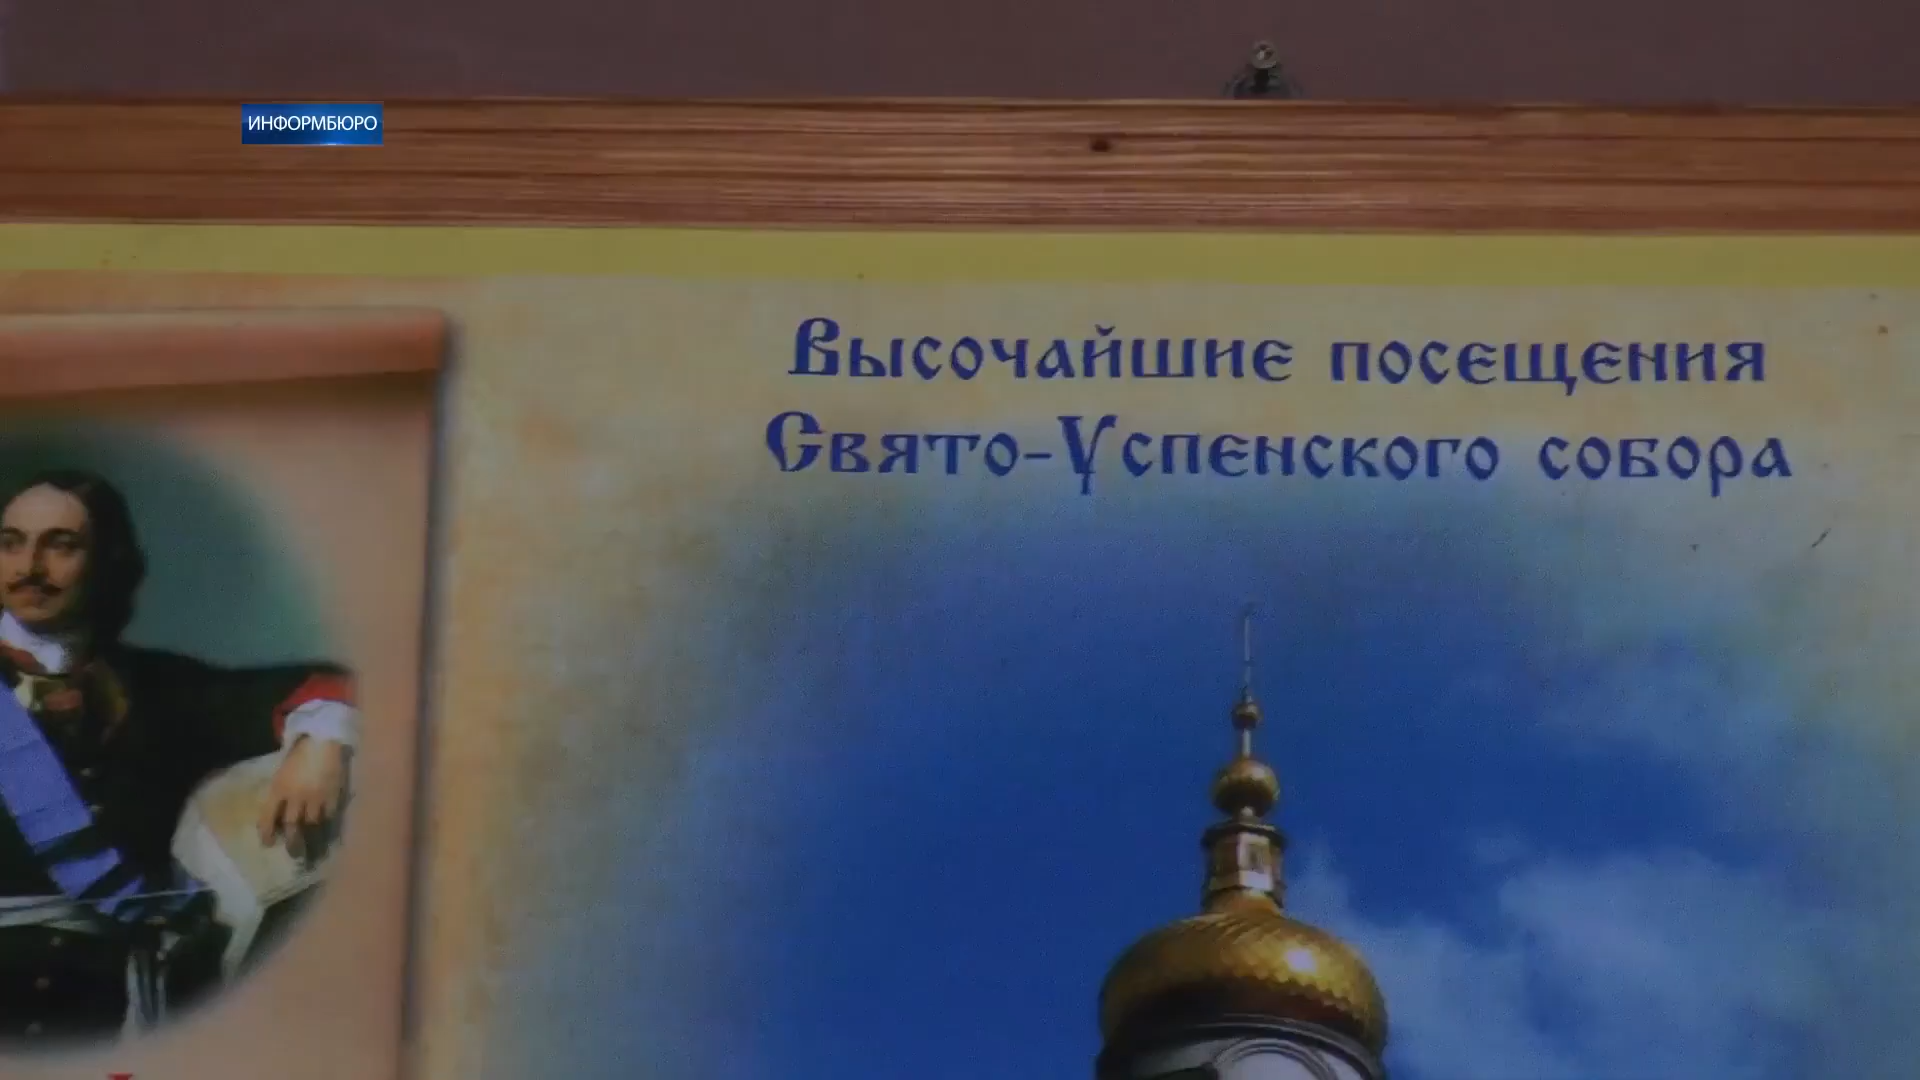 ИНФОРМБЮРО
Высочайшие посещения
Свято-Успенского собора